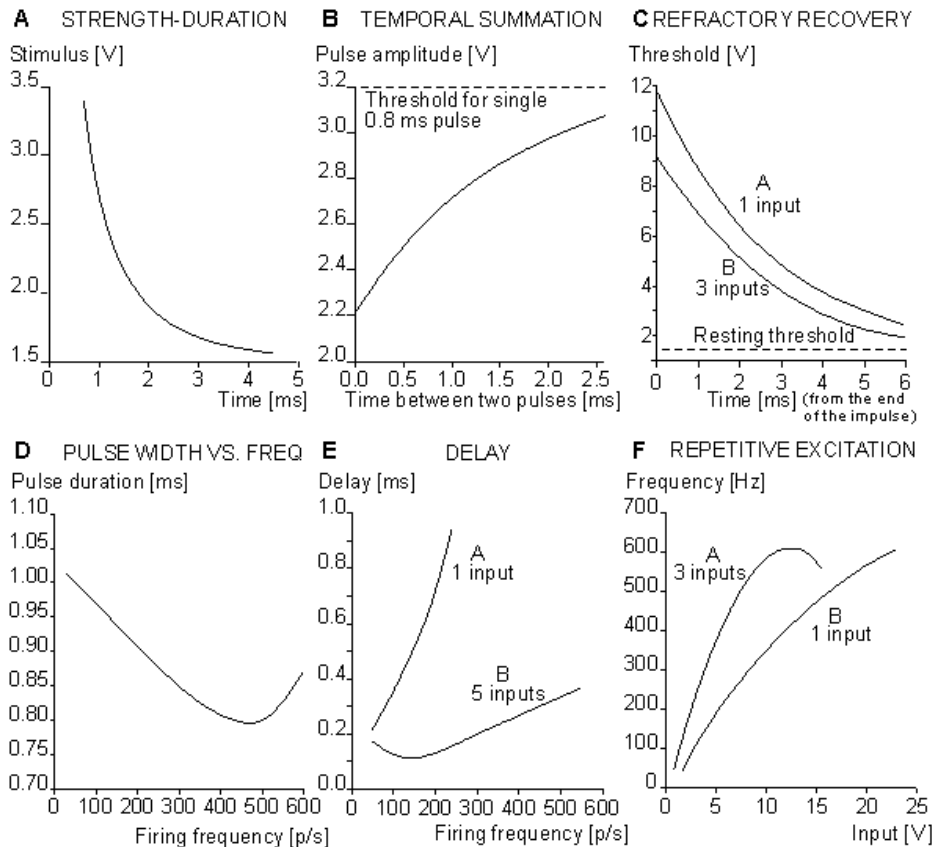 A STRENGTH-DURATION
Stimulus [V]
3.5
3.0
2.5
2.0
1.5
0 1 2 3 4 5
Time [ms]
B TEMPORAL SUMMATION
Pulse amplitude [V]
3.2
Threshold for single
0.8 ms pulse
3.0
2.8
2.6
2.4
2.2
2.0
0.0 0.5 1.0 1.5 2.0 2.5
Time between two pulses [ms]
C REFRACTORY RECOVERY
Threshold [V]
12
10
8
6
4
2
A
1 input
B
3 inputs
Resting threshold
0 1 2 3 4 5 6
Time [ms] (from the end
of the impulse)
D PULSE WIDTH VS. FREQ
Pulse duration [ms]
1.10
1.05
1.00
0.95
0.90
0.85
0.80
0.70
0 100 200 300 400 500 600
Firing frequency [p/s]
E DELAY
Delay [ms]
1.0
0.8
0.6
0.4
0.2
0.0
A
1 input
B
5 inputs
0 100 200 300 400 500 600
Firing frequency [p/s]
F REPETITIVE EXCITATION
Frequency [Hz]
700
600
500
400
300
200
100
0
A
3 inputs
B
1 input
0 5 10 15 20 25
Input [V]